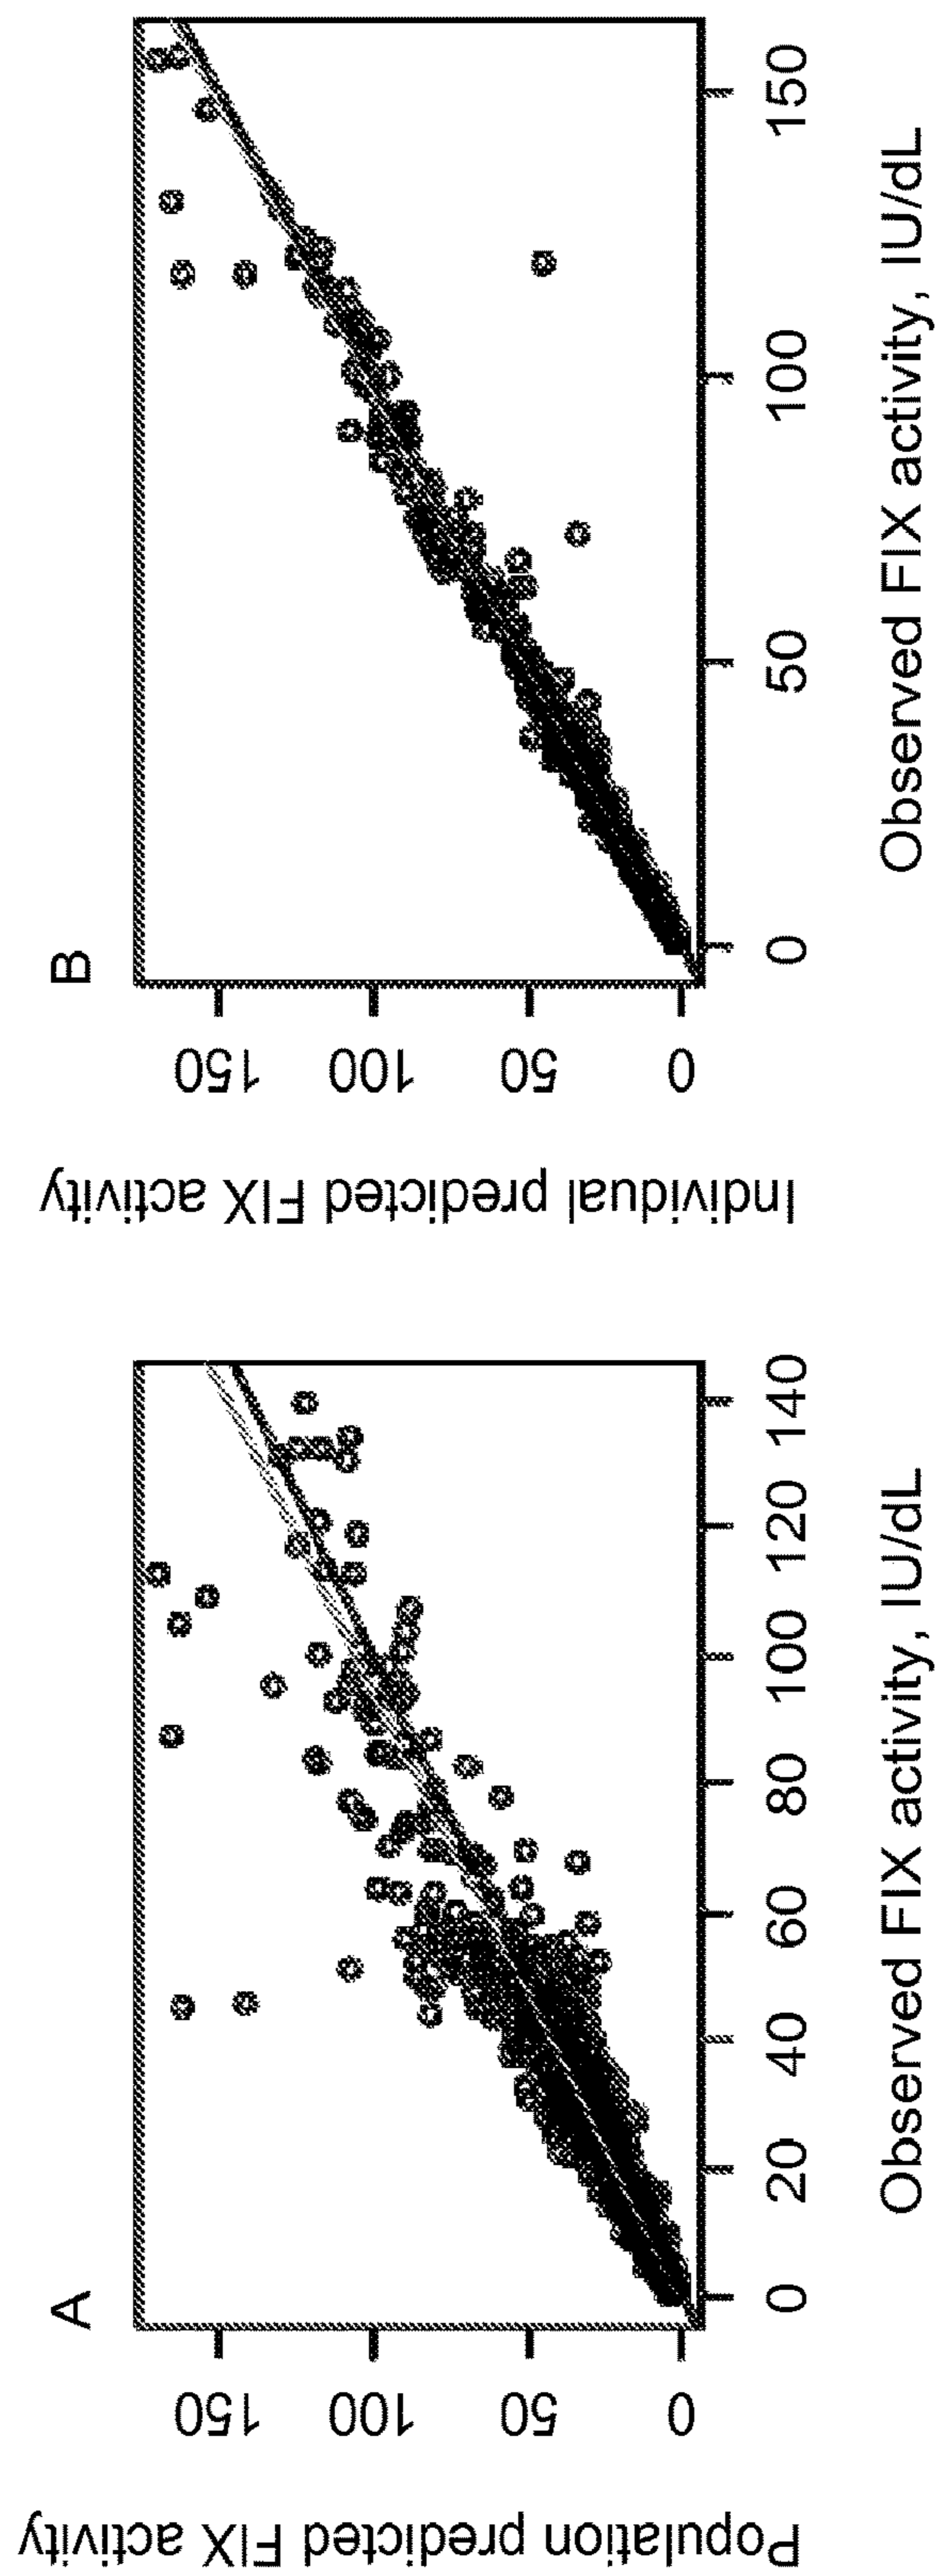 A
Population predicted FIX activity
150
100
50
0
0 20 40 60 80 100 120 140
Observed FIX activity, IU/dL
B
Individual predicted FIX activity
150
100
50
0
0 50 100 150
Observed FIX activity, IU/dL